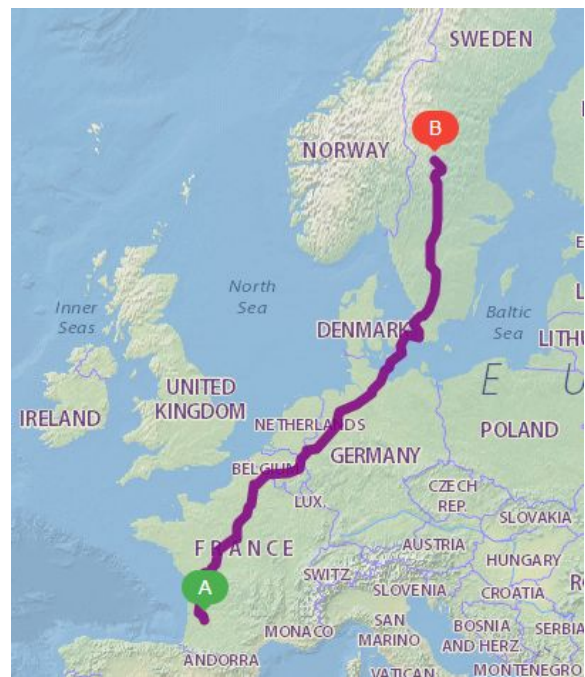 SWEDEN
B
NORWAY
North
Sea
Inner
Seas
DENMARK
Baltic
Sea
LITHU
E U
UNITED
KINGDOM
IRELAND
NETHERLANDS
POLAND
BELGIUM
GERMANY
LUX.
CZECH
REP.
SLOVAKIA
FRANCE
AUSTRIA
HUNGARY
SWITZ.
SLOVENIA
CROATIA
A
MONACO
SAN
MARINO
BOSNIA
AND HERZ.
SERBIA
ANDORRA
VATICAN
MONTENEGRO